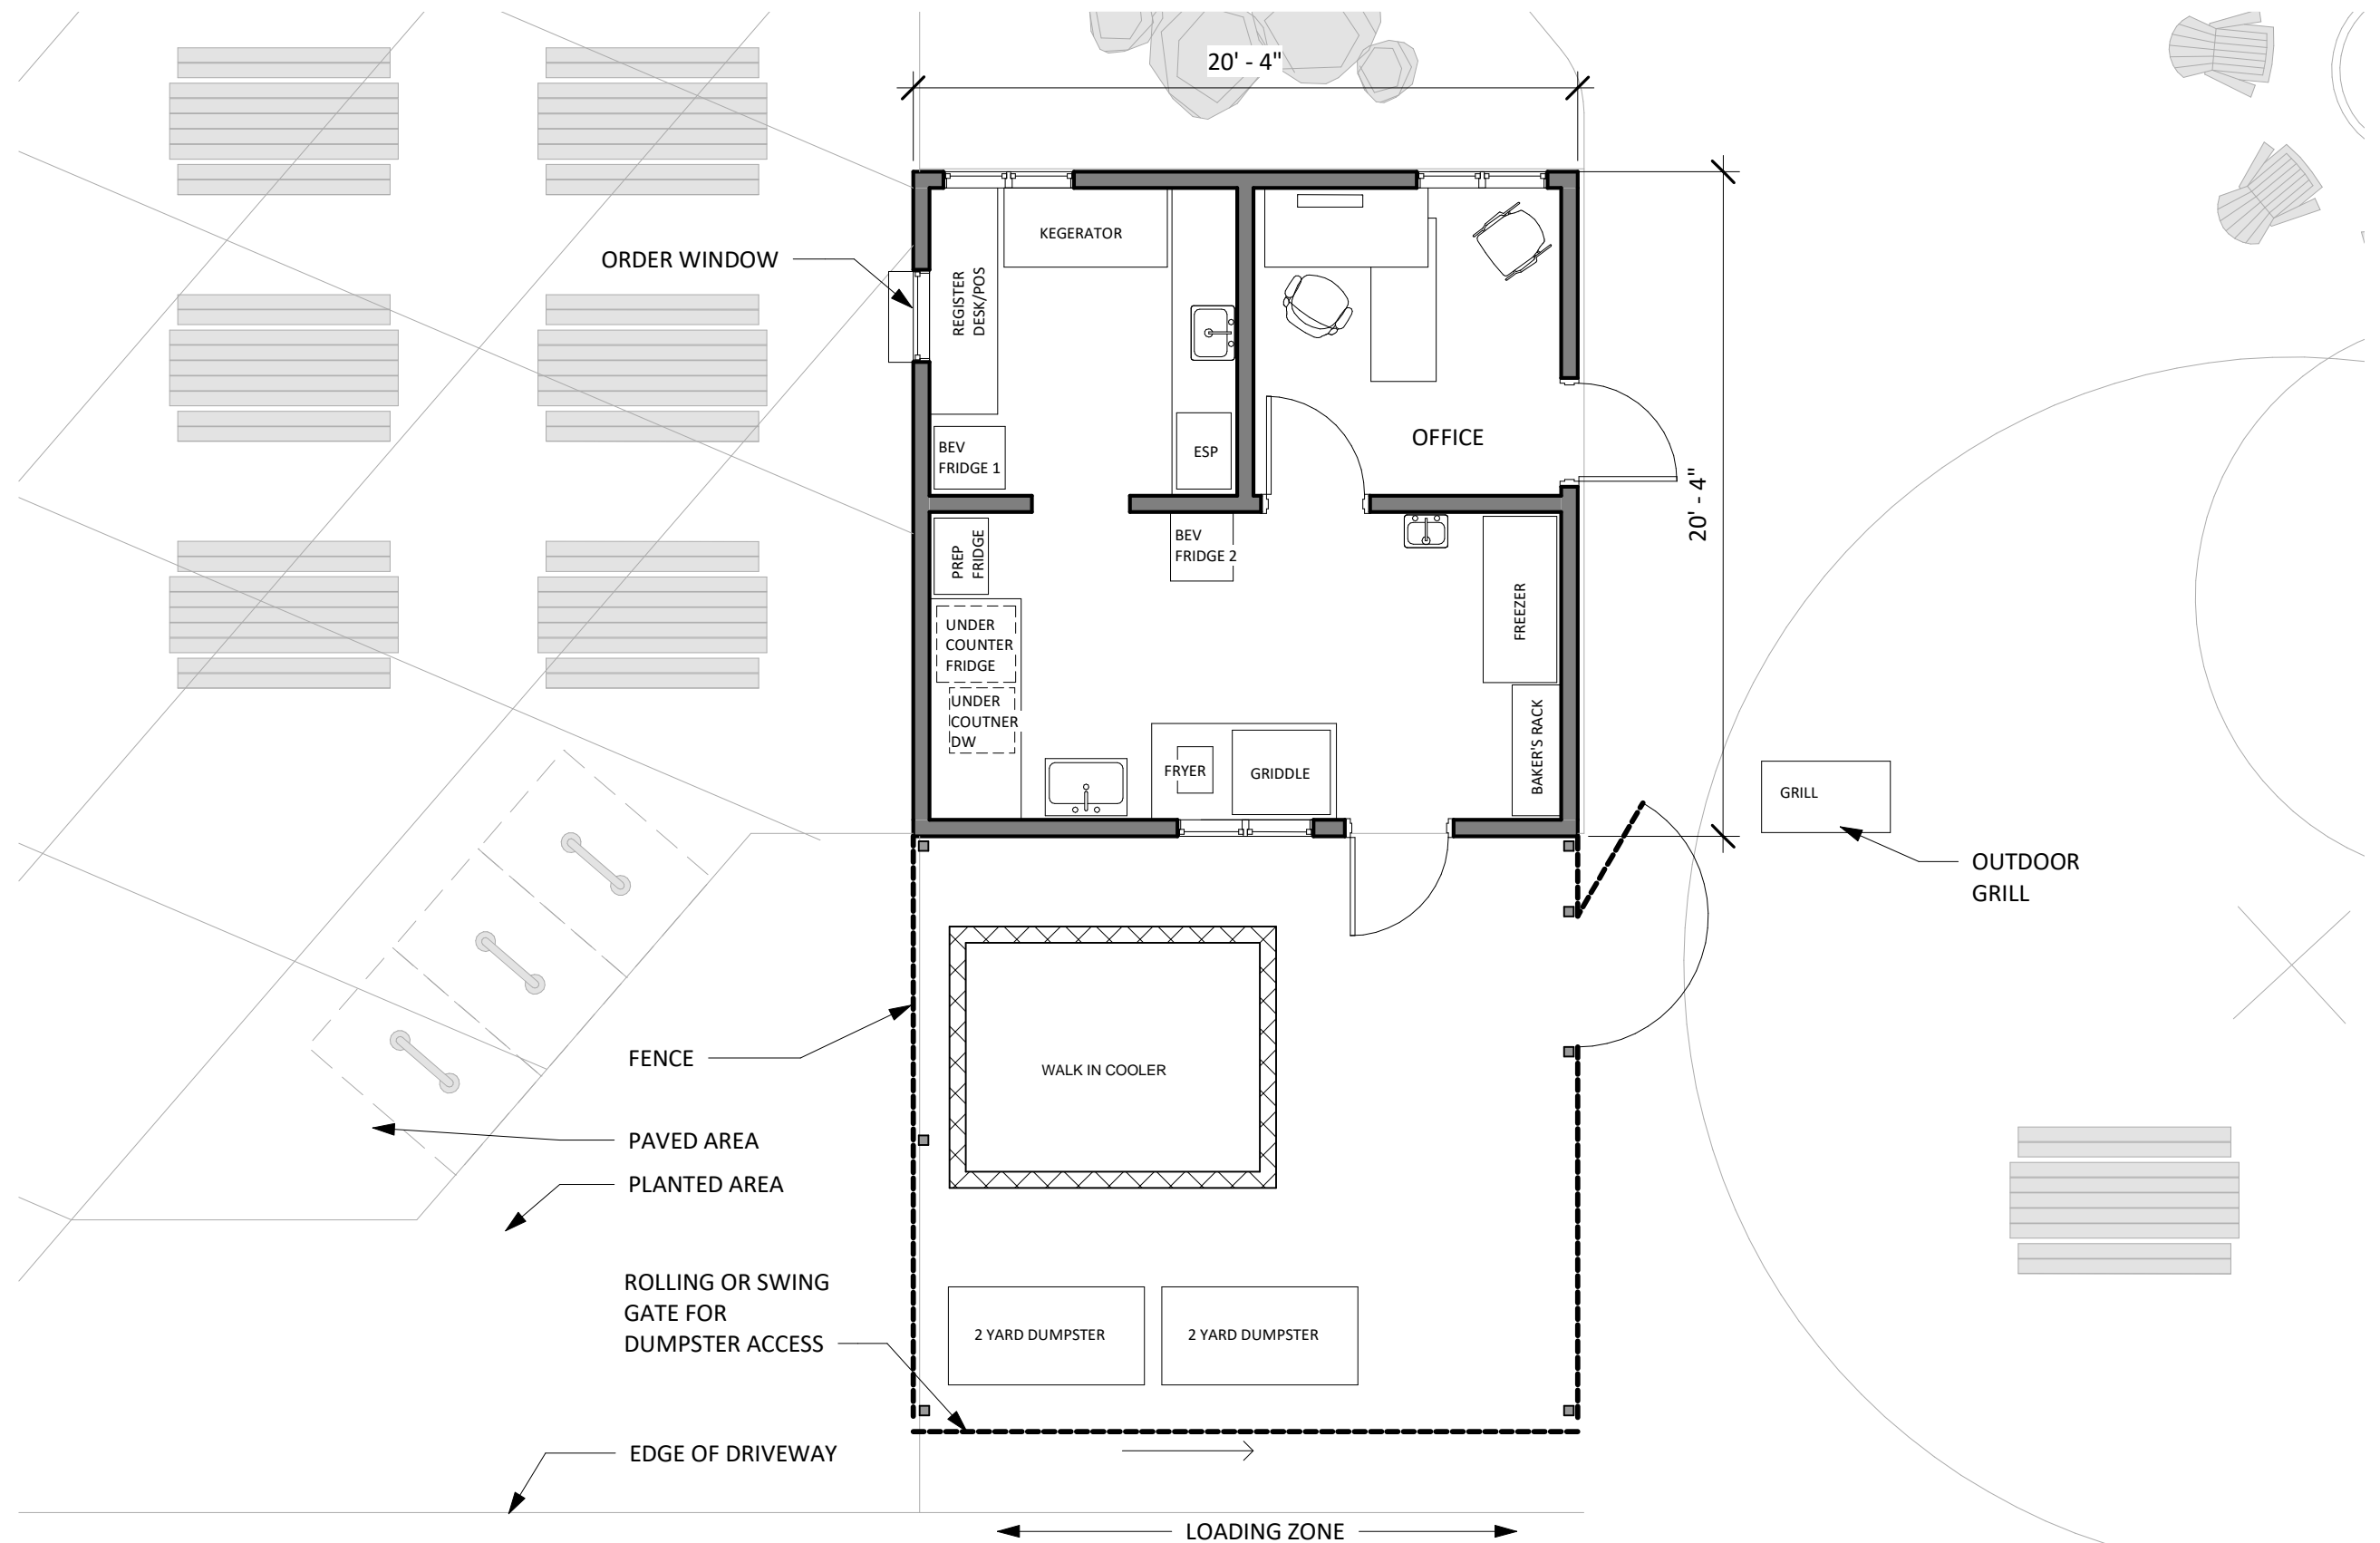 20' - 4"
KEGERATOR
ORDER WINDOW
REGISTER
DESK/POS
BEV
FRIDGE 1
ESP
OFFICE
20' - 4"
PREP
FRIDGE
BEV
FRIDGE 2
UNDER
COUNTER
FRIDGE
FREEZER
UNDER
COUTNER
DW
FRYER
GRIDDLE
BAKER'S RACK
GRILL
OUTDOOR
GRILL
FENCE
WALK IN COOLER
PAVED AREA
PLANTED AREA
ROLLING OR SWING
GATE FOR
DUMPSTER ACCESS
2 YARD DUMPSTER
2 YARD DUMPSTER
EDGE OF DRIVEWAY
LOADING ZONE